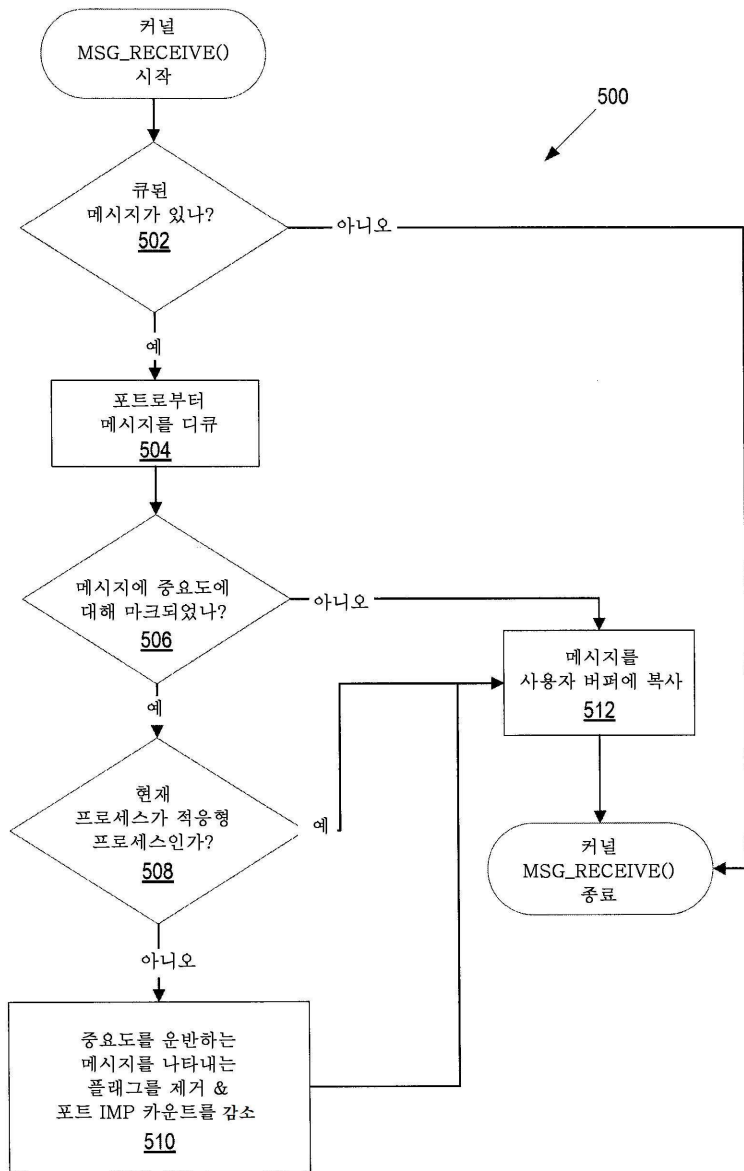 커널
MSG_RECEIVE()
시작
500
큐된
메시지가 있나?
502
아니오
예
포트로부터
메시지를 디큐
504
메시지에 중요도에
대해 마크되었나?
506
아니오
메시지를
사용자 버퍼에 복사
512
예
현재
프로세스가 적응형
프로세스인가?
508
예
커널
MSG_RECEIVE()
종료
아니오
중요도를 운반하는
메시지를 나타내는
플래그를 제거 &
포트 IMP 카운트를 감소
510